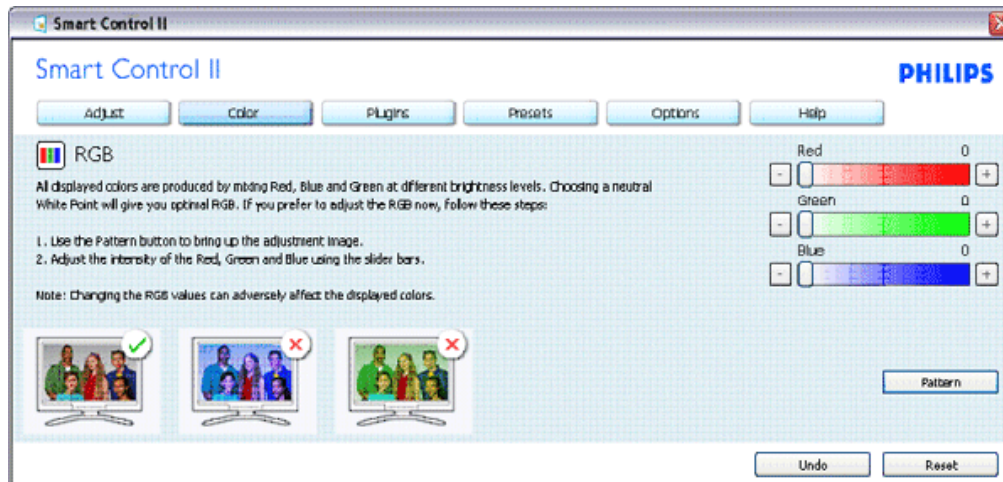 Smart Control II
Smart Control II
PHILIPS
Adjust Color Plugins Presets Options Help
RGB
All displayed colors are produced by mixing Red, Blue and Green at different brightness levels. Choosing a neutral
White Point will give you optimal RGB. If you prefer to adjust the RGB now, follow these steps:
1. Use the Pattern button to bring up the adjustment image.
2. Adjust the intensity of the Red, Green and Blue using the slider bars.
Note: Changing the RGB values can adversely affect the displayed colors.
Red 0
- +
Green 0
- +
Blue 0
- +
Pattern
Undo Reset